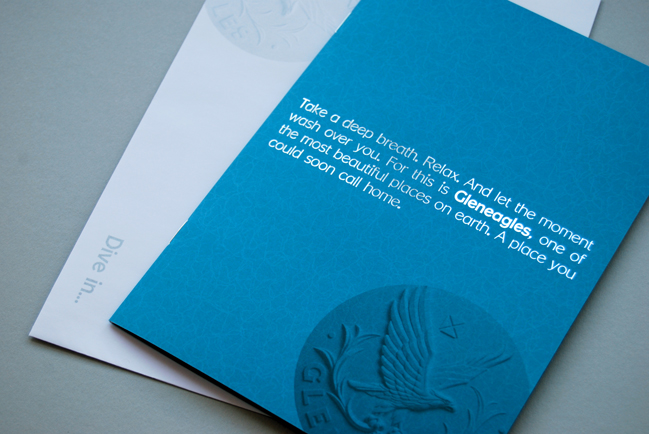 Take a deep breath. Relax. And let the moment
wash over you. For this is Gleneagles, one of
the most beautiful places on earth. A place you
could soon call home.
Dive in...
GLEE
GLE